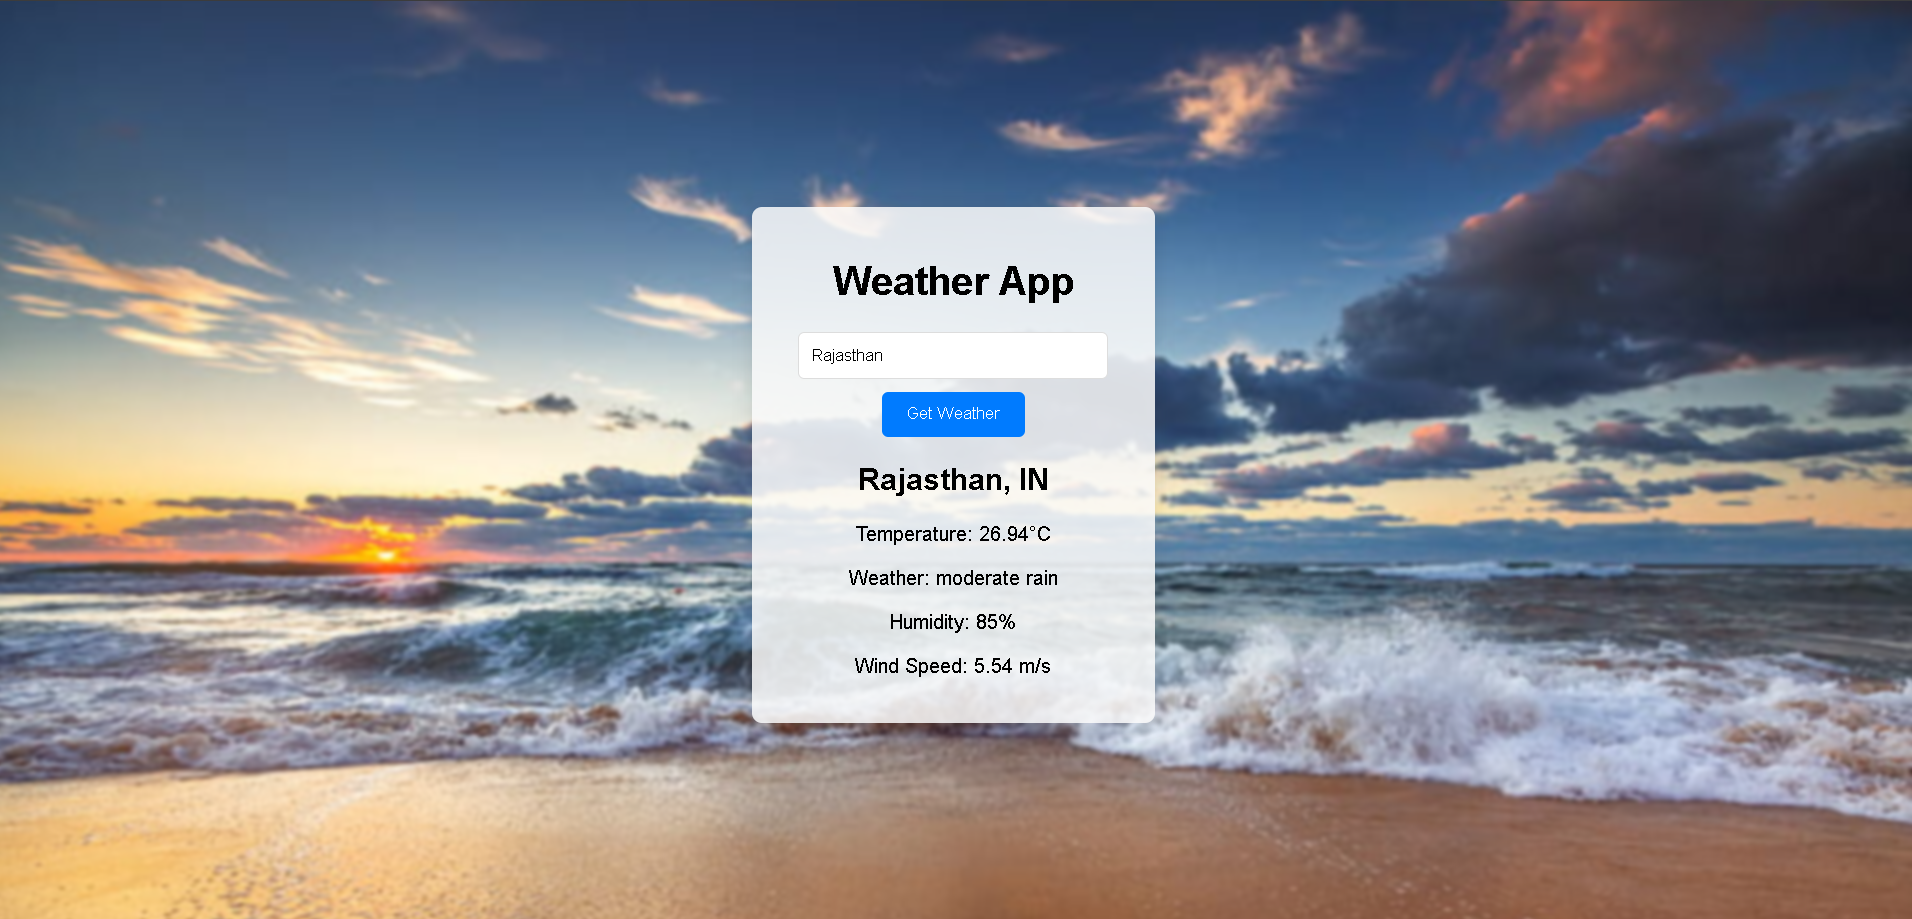 Weather App
Rajasthan
Get Weather
Rajasthan, IN
Temperature: 26.94°C
Weather: moderate rain
Humidity: 85%
Wind Speed: 5.54 m/s